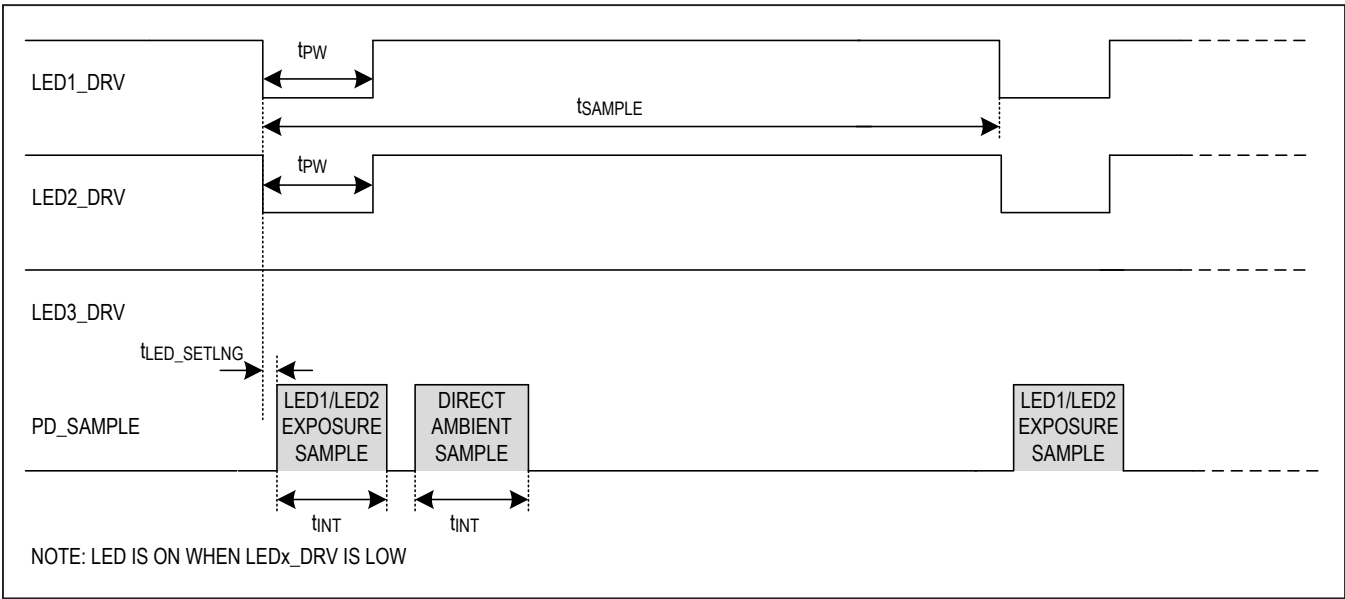 tPW
LED1_DRV
tSAMPLE
tPW
LED2_DRV
LED3_DRV
tLED_SETLNG
LED1/LED2
EXPOSURE
SAMPLE
DIRECT
AMBIENT
SAMPLE
LED1/LED2
EXPOSURE
SAMPLE
PD_SAMPLE
tINT
tINT
NOTE: LED IS ON WHEN LEDx_DRV IS LOW